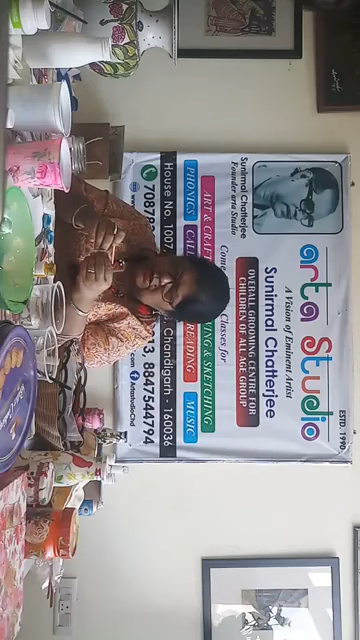 ESTD. 1990
arta Studio
A Vision of Eminent Artist
Sunirmal Chatterjee
OVERALL GROOMING CENTRE FOR
CHILDREN OF ALL AGE GROUP
Sunirmal Chatterjee
Founder arta Studio
Come Classes for
ART & CRAFT & SKETCHING
PHONICS READING MUSIC
House No. 1007 Chandigarh - 160036
8847544794
ArtastudioChd